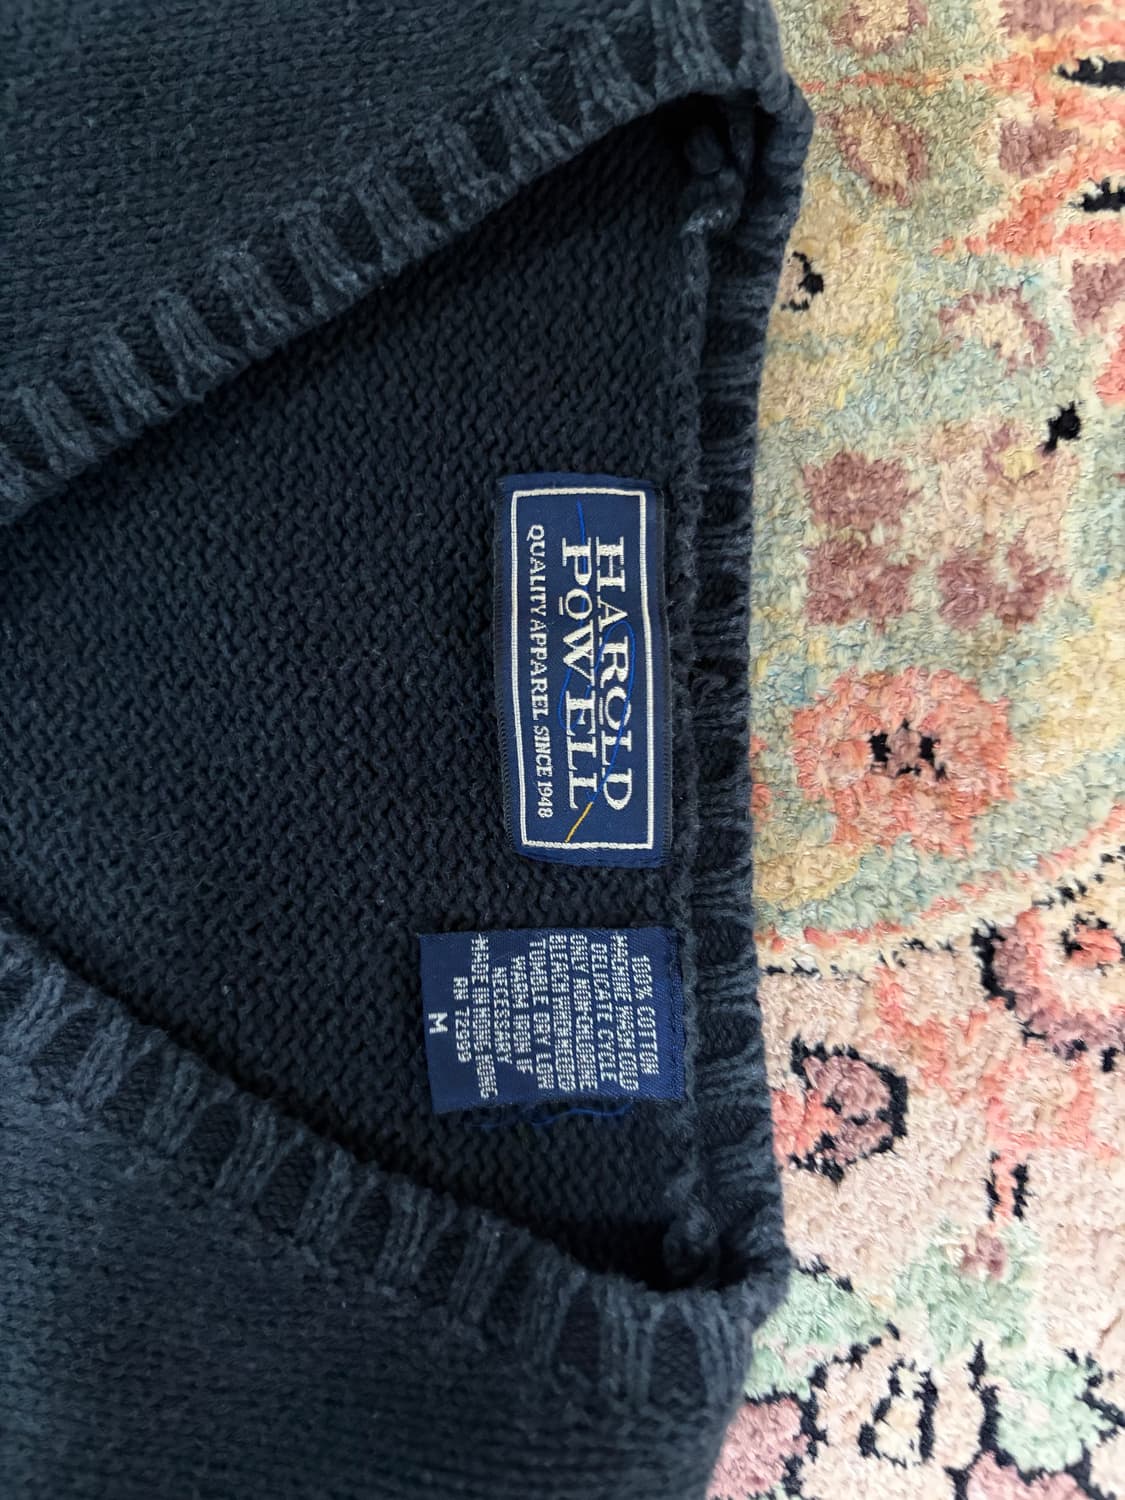 HAROLD
POWELL
QUALITY APPAREL SINCE 1948
100% COTTON
MACHINE WASH COLD
DELICATE CYCLE
ONLY NON-CHLORINE
BLEACH WHEN NEEDED
TUMBLE DRY LOW
WARM IRON IF
NECESSARY
MADE IN HONG KONG
RN 72599
M